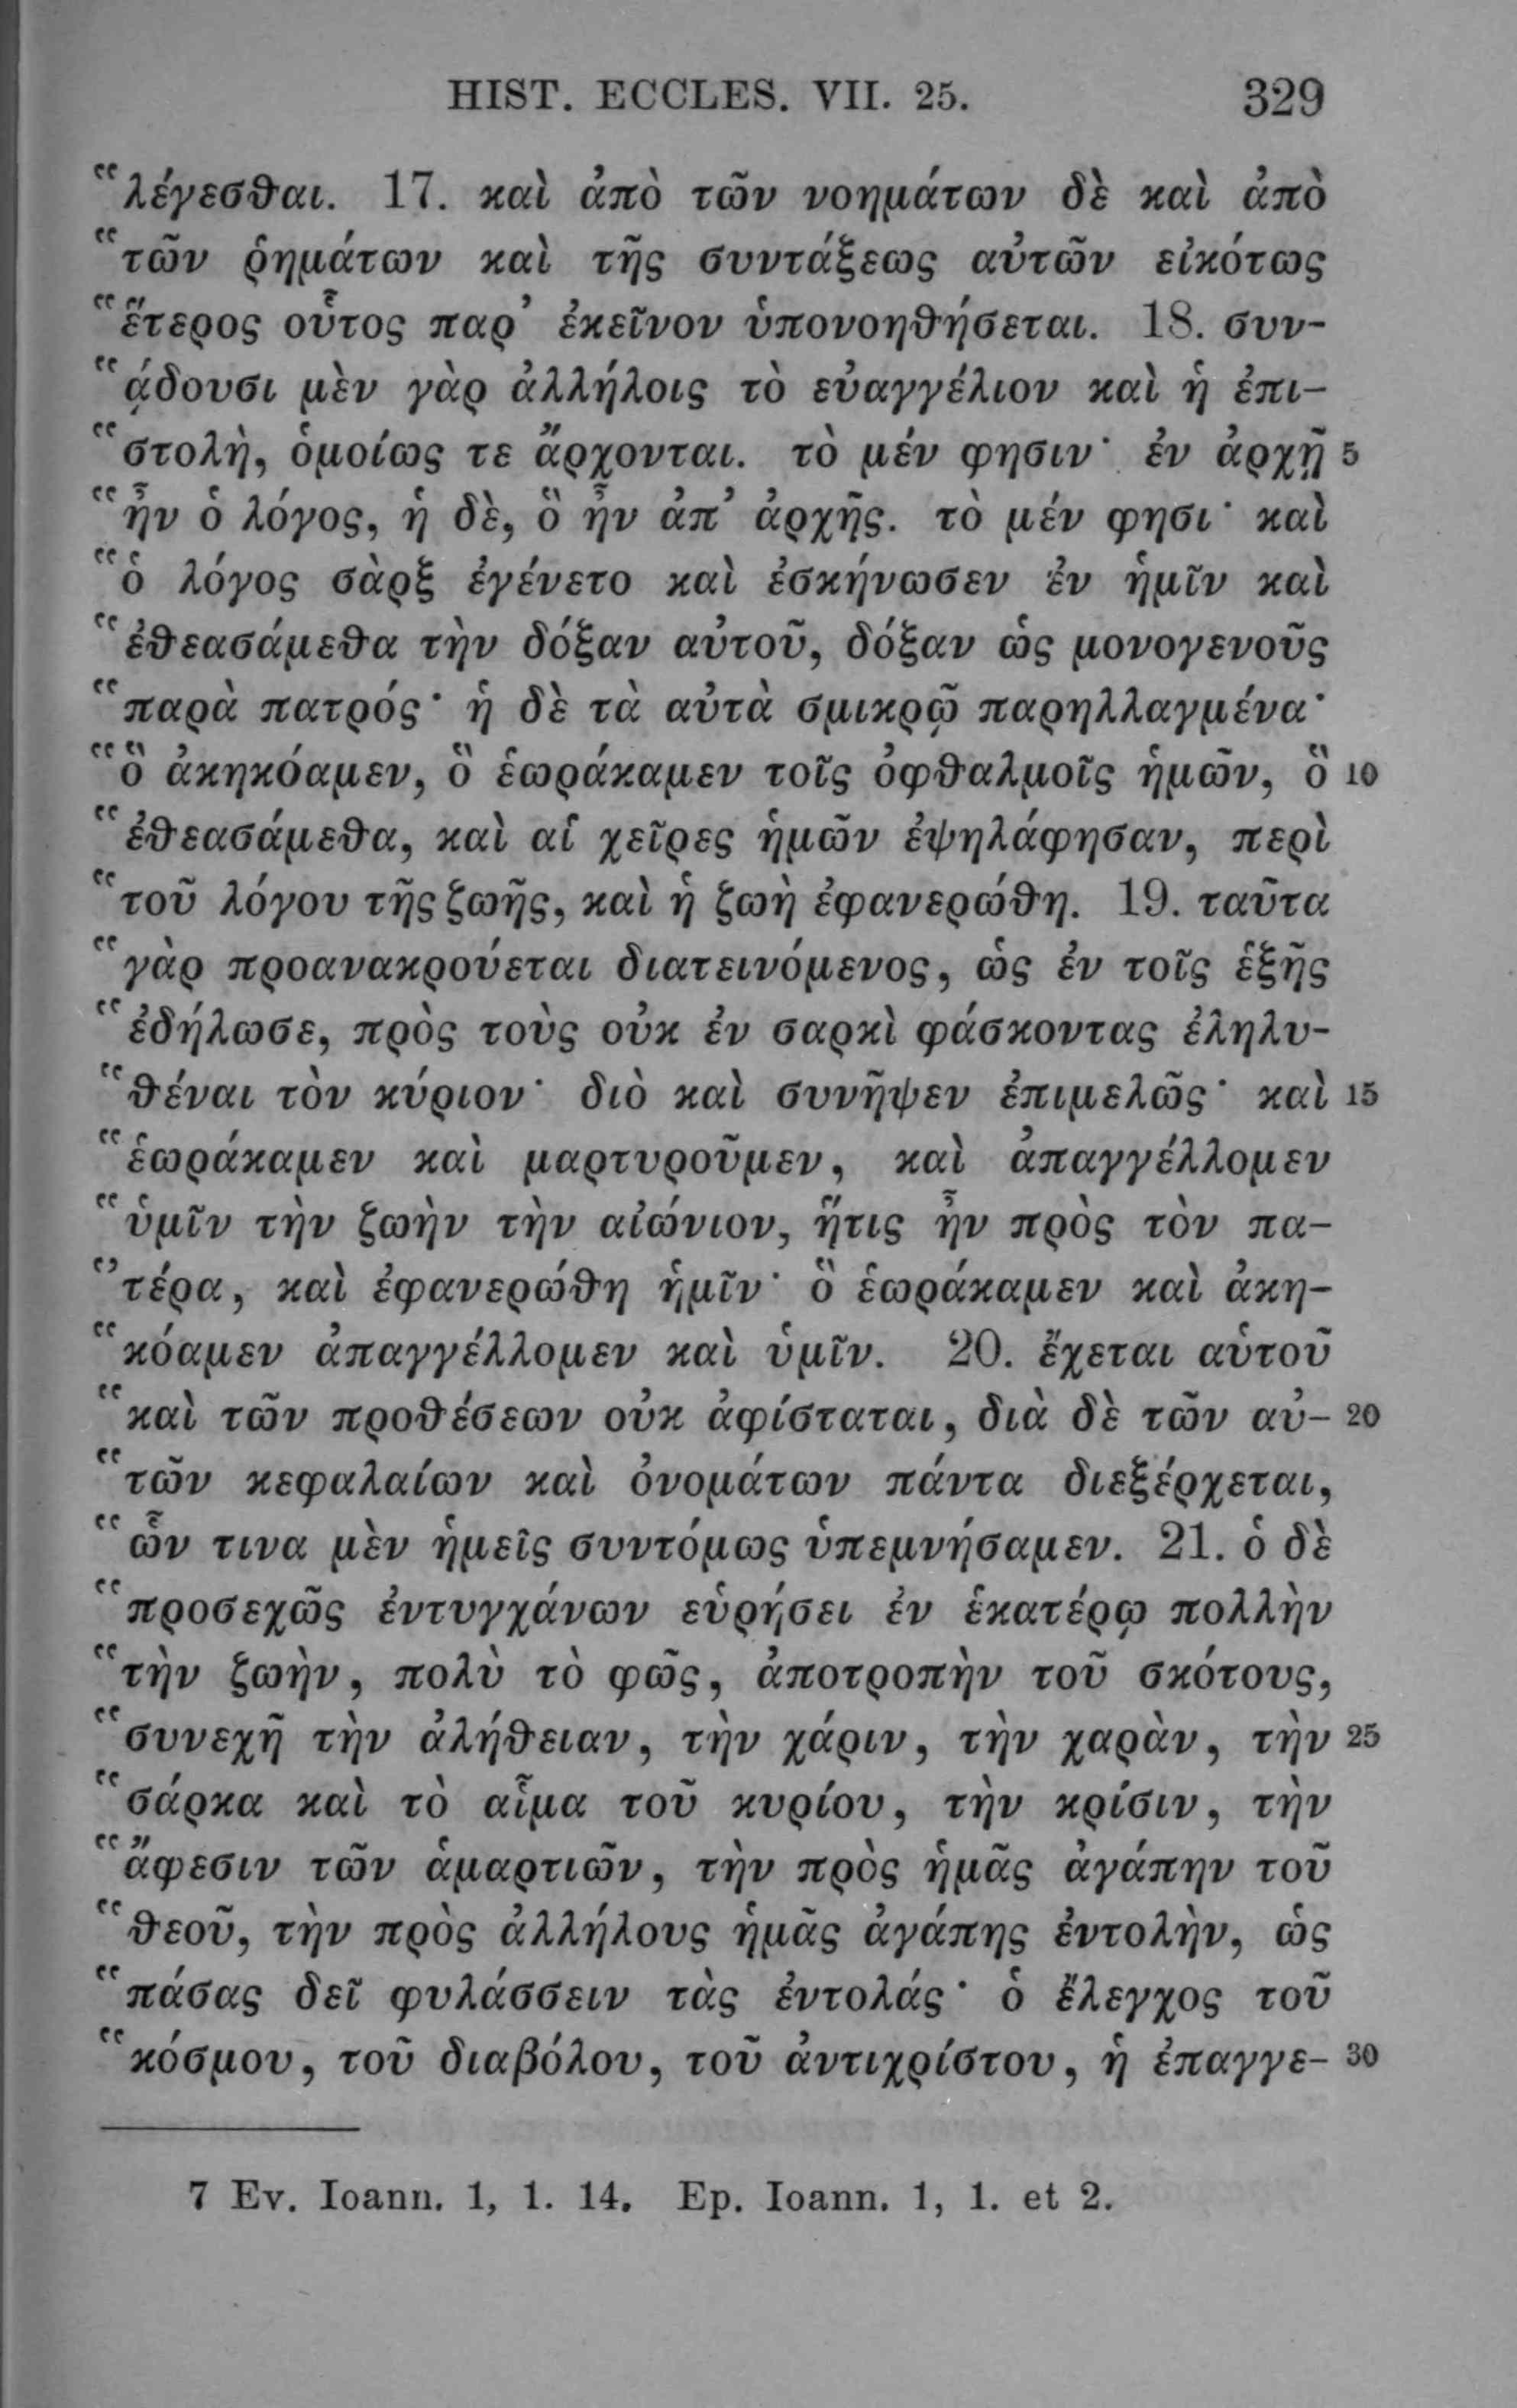 HIST. ECCLES. VII. 25. 329
“λέγεσθαι. 17. καὶ ἀπὸ τῶν νοημάτων δὲ καὶ ἀπὸ
“τῶν ῥημάτων καὶ τῆς συντάξεως αὐτῶν εἰκότως
“ἕτερος οὗτος παρ’ ἐκεῖνον ὑπονοηθήσεται. 18. συν-
“ᾴδουσι μὲν γὰρ ἀλλήλοις τὸ εὐαγγέλιον καὶ ἡ ἐπι-
“στολὴ, ὁμοίως τε ἄρχονται. τὸ μέν φησιν· ἐν ἀρχῇ 5
“ἦν ὁ λόγος, ἡ δὲ, ὃ ἦν ἀπ’ ἀρχῆς. τὸ μέν φησι· καὶ
“ὁ λόγος σὰρξ ἐγένετο καὶ ἐσκήνωσεν ἐν ἡμῖν καὶ
“ἐθεασάμεθα τὴν δόξαν αὐτοῦ, δόξαν ὡς μονογενοῦς
“παρὰ πατρός· ἡ δὲ τὰ αὐτὰ σμικρῷ παρηλλαγμένα·
“ὃ ἀκηκόαμεν, ὃ ἑωράκαμεν τοῖς ὀφθαλμοῖς ἡμῶν, ὃ 10
“ἐθεασάμεθα, καὶ αἱ χεῖρες ἡμῶν ἐψηλάφησαν, περὶ
“τοῦ λόγου τῆς ζωῆς, καὶ ἡ ζωὴ ἐφανερώθη. 19. ταῦτα
“γὰρ προανακρούεται διατεινόμενος, ὡς ἐν τοῖς ἑξῆς
“ἐδήλωσε, πρὸς τοὺς οὐκ ἐν σαρκὶ φάσκοντας ἐληλυ-
“θέναι τὸν κύριον· διὸ καὶ συνῆψεν ἐπιμελῶς· καὶ 15
“ἑωράκαμεν καὶ μαρτυροῦμεν, καὶ ἀπαγγέλλομεν
“ὑμῖν τὴν ζωὴν τὴν αἰώνιον, ἥτις ἦν πρὸς τὸν πα-
“τέρα, καὶ ἐφανερώθη ἡμῖν· ὃ ἑωράκαμεν καὶ ἀκη-
“κόαμεν ἀπαγγέλλομεν καὶ ὑμῖν. 20. ἔχεται αὑτοῦ
“καὶ τῶν προθέσεων οὐκ ἀφίσταται, διὰ δὲ τῶν αὐ- 20
“τῶν κεφαλαίων καὶ ὀνομάτων πάντα διεξέρχεται,
“ὧν τινα μὲν ἡμεῖς συντόμως ὑπεμνήσαμεν. 21. ὁ δὲ
“προσεχῶς ἐντυγχάνων εὑρήσει ἐν ἑκατέρῳ πολλὴν
“τὴν ζωὴν, πολὺ τὸ φῶς, ἀποτροπὴν τοῦ σκότους,
“συνεχῆ τὴν ἀλήθειαν, τὴν χάριν, τὴν χαρὰν, τὴν 25
“σάρκα καὶ τὸ αἷμα τοῦ κυρίου, τὴν κρίσιν, τὴν
“ἄφεσιν τῶν ἁμαρτιῶν, τὴν πρὸς ἡμᾶς ἀγάπην τοῦ
“θεοῦ, τὴν πρὸς ἀλλήλους ἡμᾶς ἀγάπης ἐντολὴν, ὡς
“πάσας δεῖ φυλάσσειν τὰς ἐντολάς· ὁ ἔλεγχος τοῦ
“κόσμου, τοῦ διαβόλου, τοῦ ἀντιχρίστου, ἡ ἐπαγγε- 30
7 Ev. Ioann. 1, 1. 14. Ep. Ioann. 1, 1. et 2.